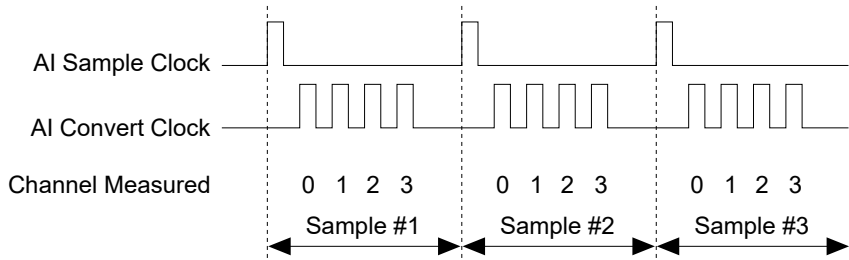 AI Sample Clock
AI Convert Clock
Channel Measured 0 1 2 3 0 1 2 3 0 1 2 3
Sample #1 Sample #2 Sample #3